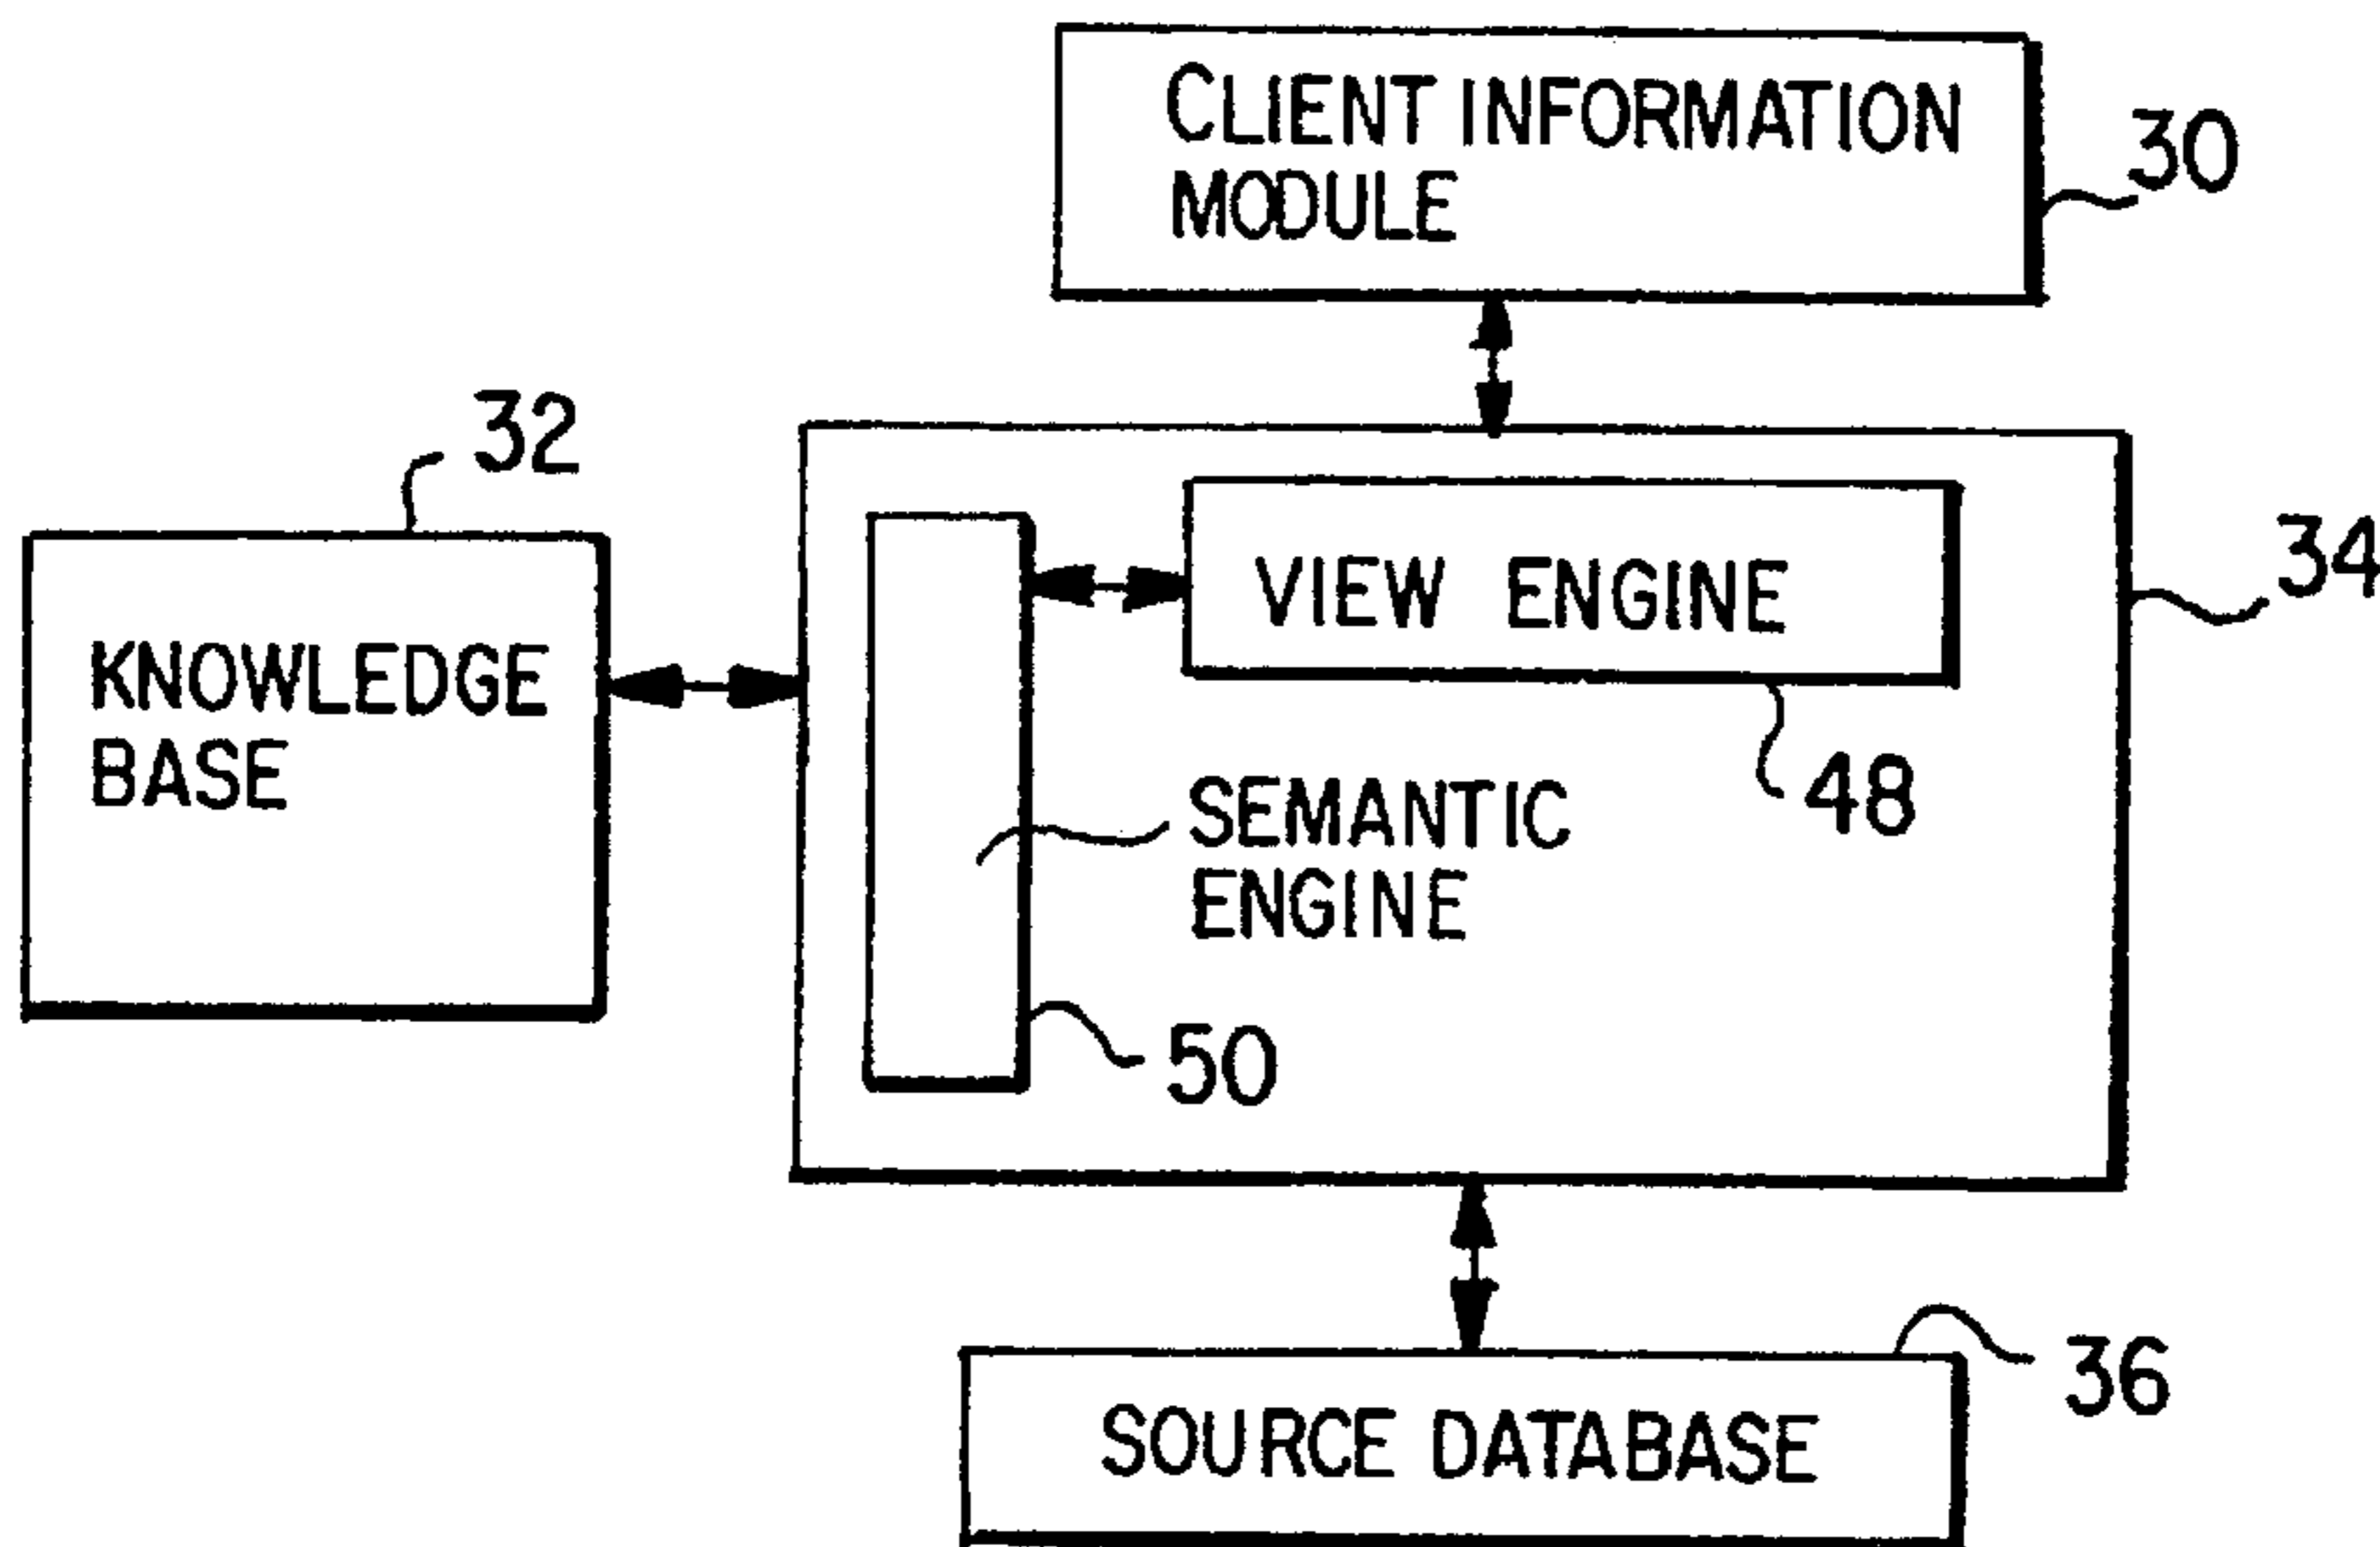 CLIENT INFORMATION
MODULE
30
32
34
KNOWLEDGE
BASE
VIEW ENGINE
48
SEMANTIC
ENGINE
50
36
SOURCE DATABASE